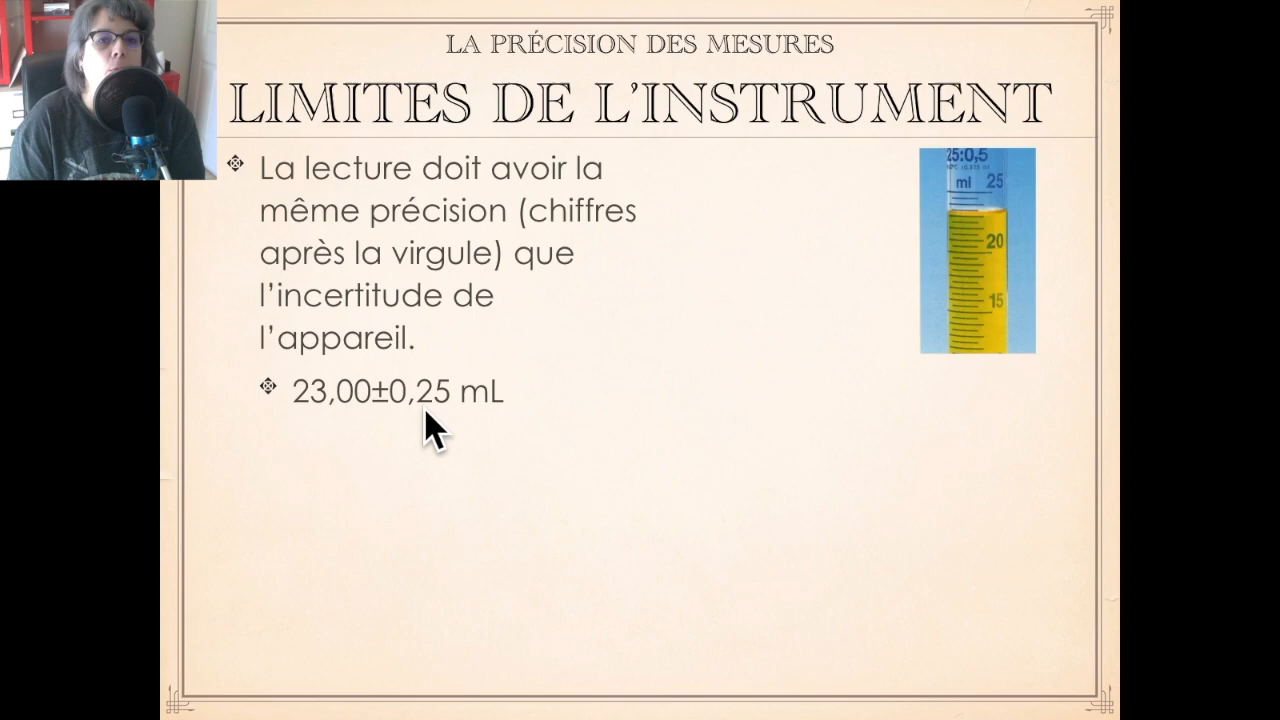 LA PRÉCISION DES MESURES
LIMITES DE L'INSTRUMENT
La lecture doit avoir la
même précision (chiffres
après la virgule) que
l'incertitude de
l'appareil.
23,00±0,25 mL
25:0,5
ml 25
20
15